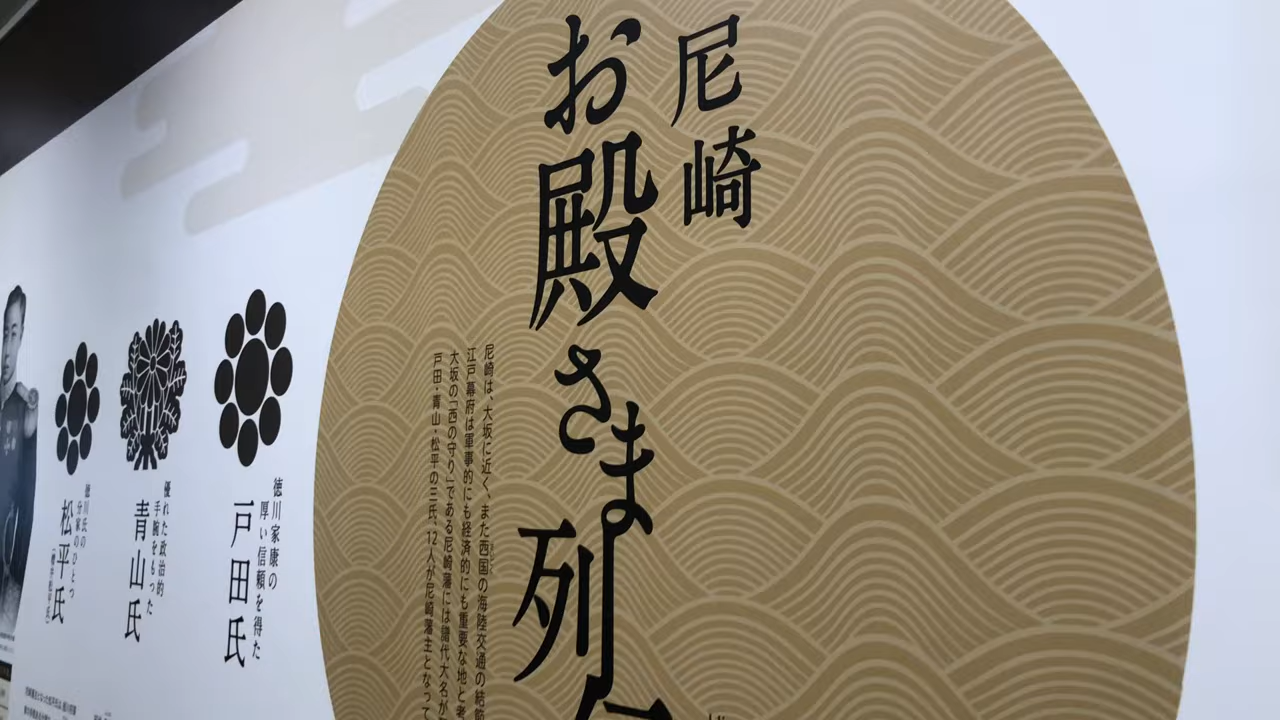 尼崎
お殿さま列
尼崎は、大坂に近く、また西国の海陸交通の結節
江戸幕府は軍事的にも経済的にも重要な地と考
大坂の「西の守り」である尼崎藩には譜代大名が
戸田・青山・松平の三氏、12人が尼崎藩主となって
徳川家康の
厚い信頼を得た
戸田氏
優れた政治的
手腕をもった
青山氏
徳川氏の
分家のひとつ
松平氏
(櫻井松平氏)